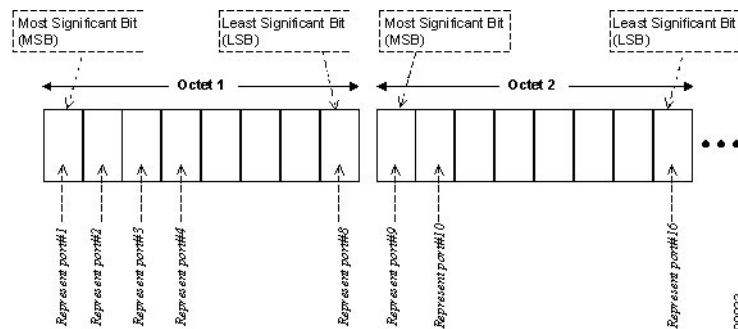 Most Significant Bit
(MSB)
Least Significant Bit
(LSB)
Most Significant Bit
(MSB)
Least Significant Bit
(LSB)
Octet 1
Octet 2
Represent port#1
Represent port#2
Represent port#3
Represent port#4
Represent port#8
Represent port#9
Represent port#10
Represent port#16